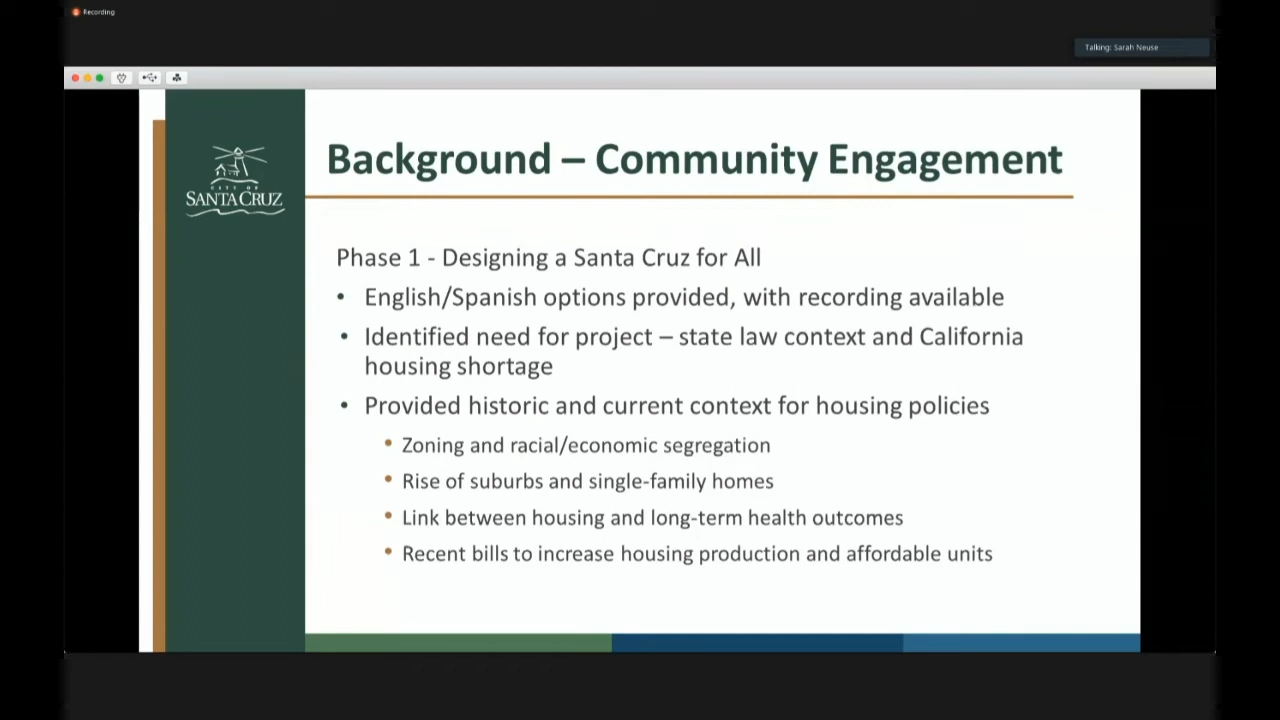 Recording
Talking: Sarah Neuse
CITY OF
SANTA CRUZ
Background – Community Engagement
Phase 1 - Designing a Santa Cruz for All
• English/Spanish options provided, with recording available
• Identified need for project – state law context and California
housing shortage
• Provided historic and current context for housing policies
• Zoning and racial/economic segregation
• Rise of suburbs and single-family homes
• Link between housing and long-term health outcomes
• Recent bills to increase housing production and affordable units